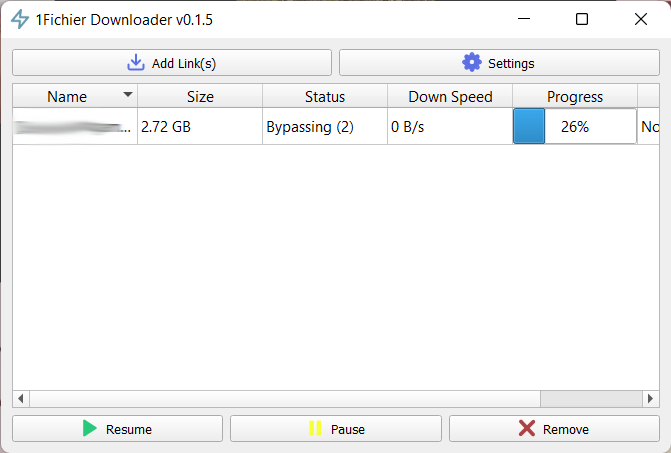 1Fichier Downloader v0.1.5
Add Link(s) Settings
Name Size Status Down Speed Progress
... 2.72 GB Bypassing (2) 0 B/s 26% No
Resume Pause Remove